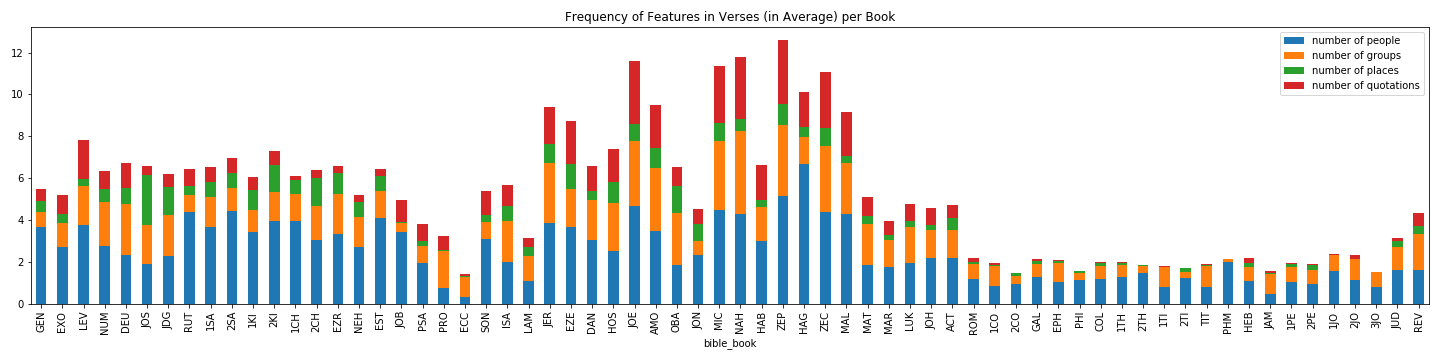 Frequency of Features in Verses (in Average) per Book
number of people
number of groups
number of places
number of quotations
12
10
8
6
4
2
0
GEN EXO LEV NUM DEU JOS JDG RUT 1SA 2SA 1KI 2KI 1CH 2CH EZR NEH EST JOB PSA PRO ECC SON ISA LAM JER EZE DAN HOS JOE AMO OBA JON MIC NAH HAB ZEP HAG ZEC MAL MAT MAR LUK JOH ACT ROM 1CO 2CO GAL EPH PHI COL 1TH 2TH 1TI 2TI TIT PHM HEB JAM 1PE 2PE 1JO 2JO 3JO JUD REV
bible_book